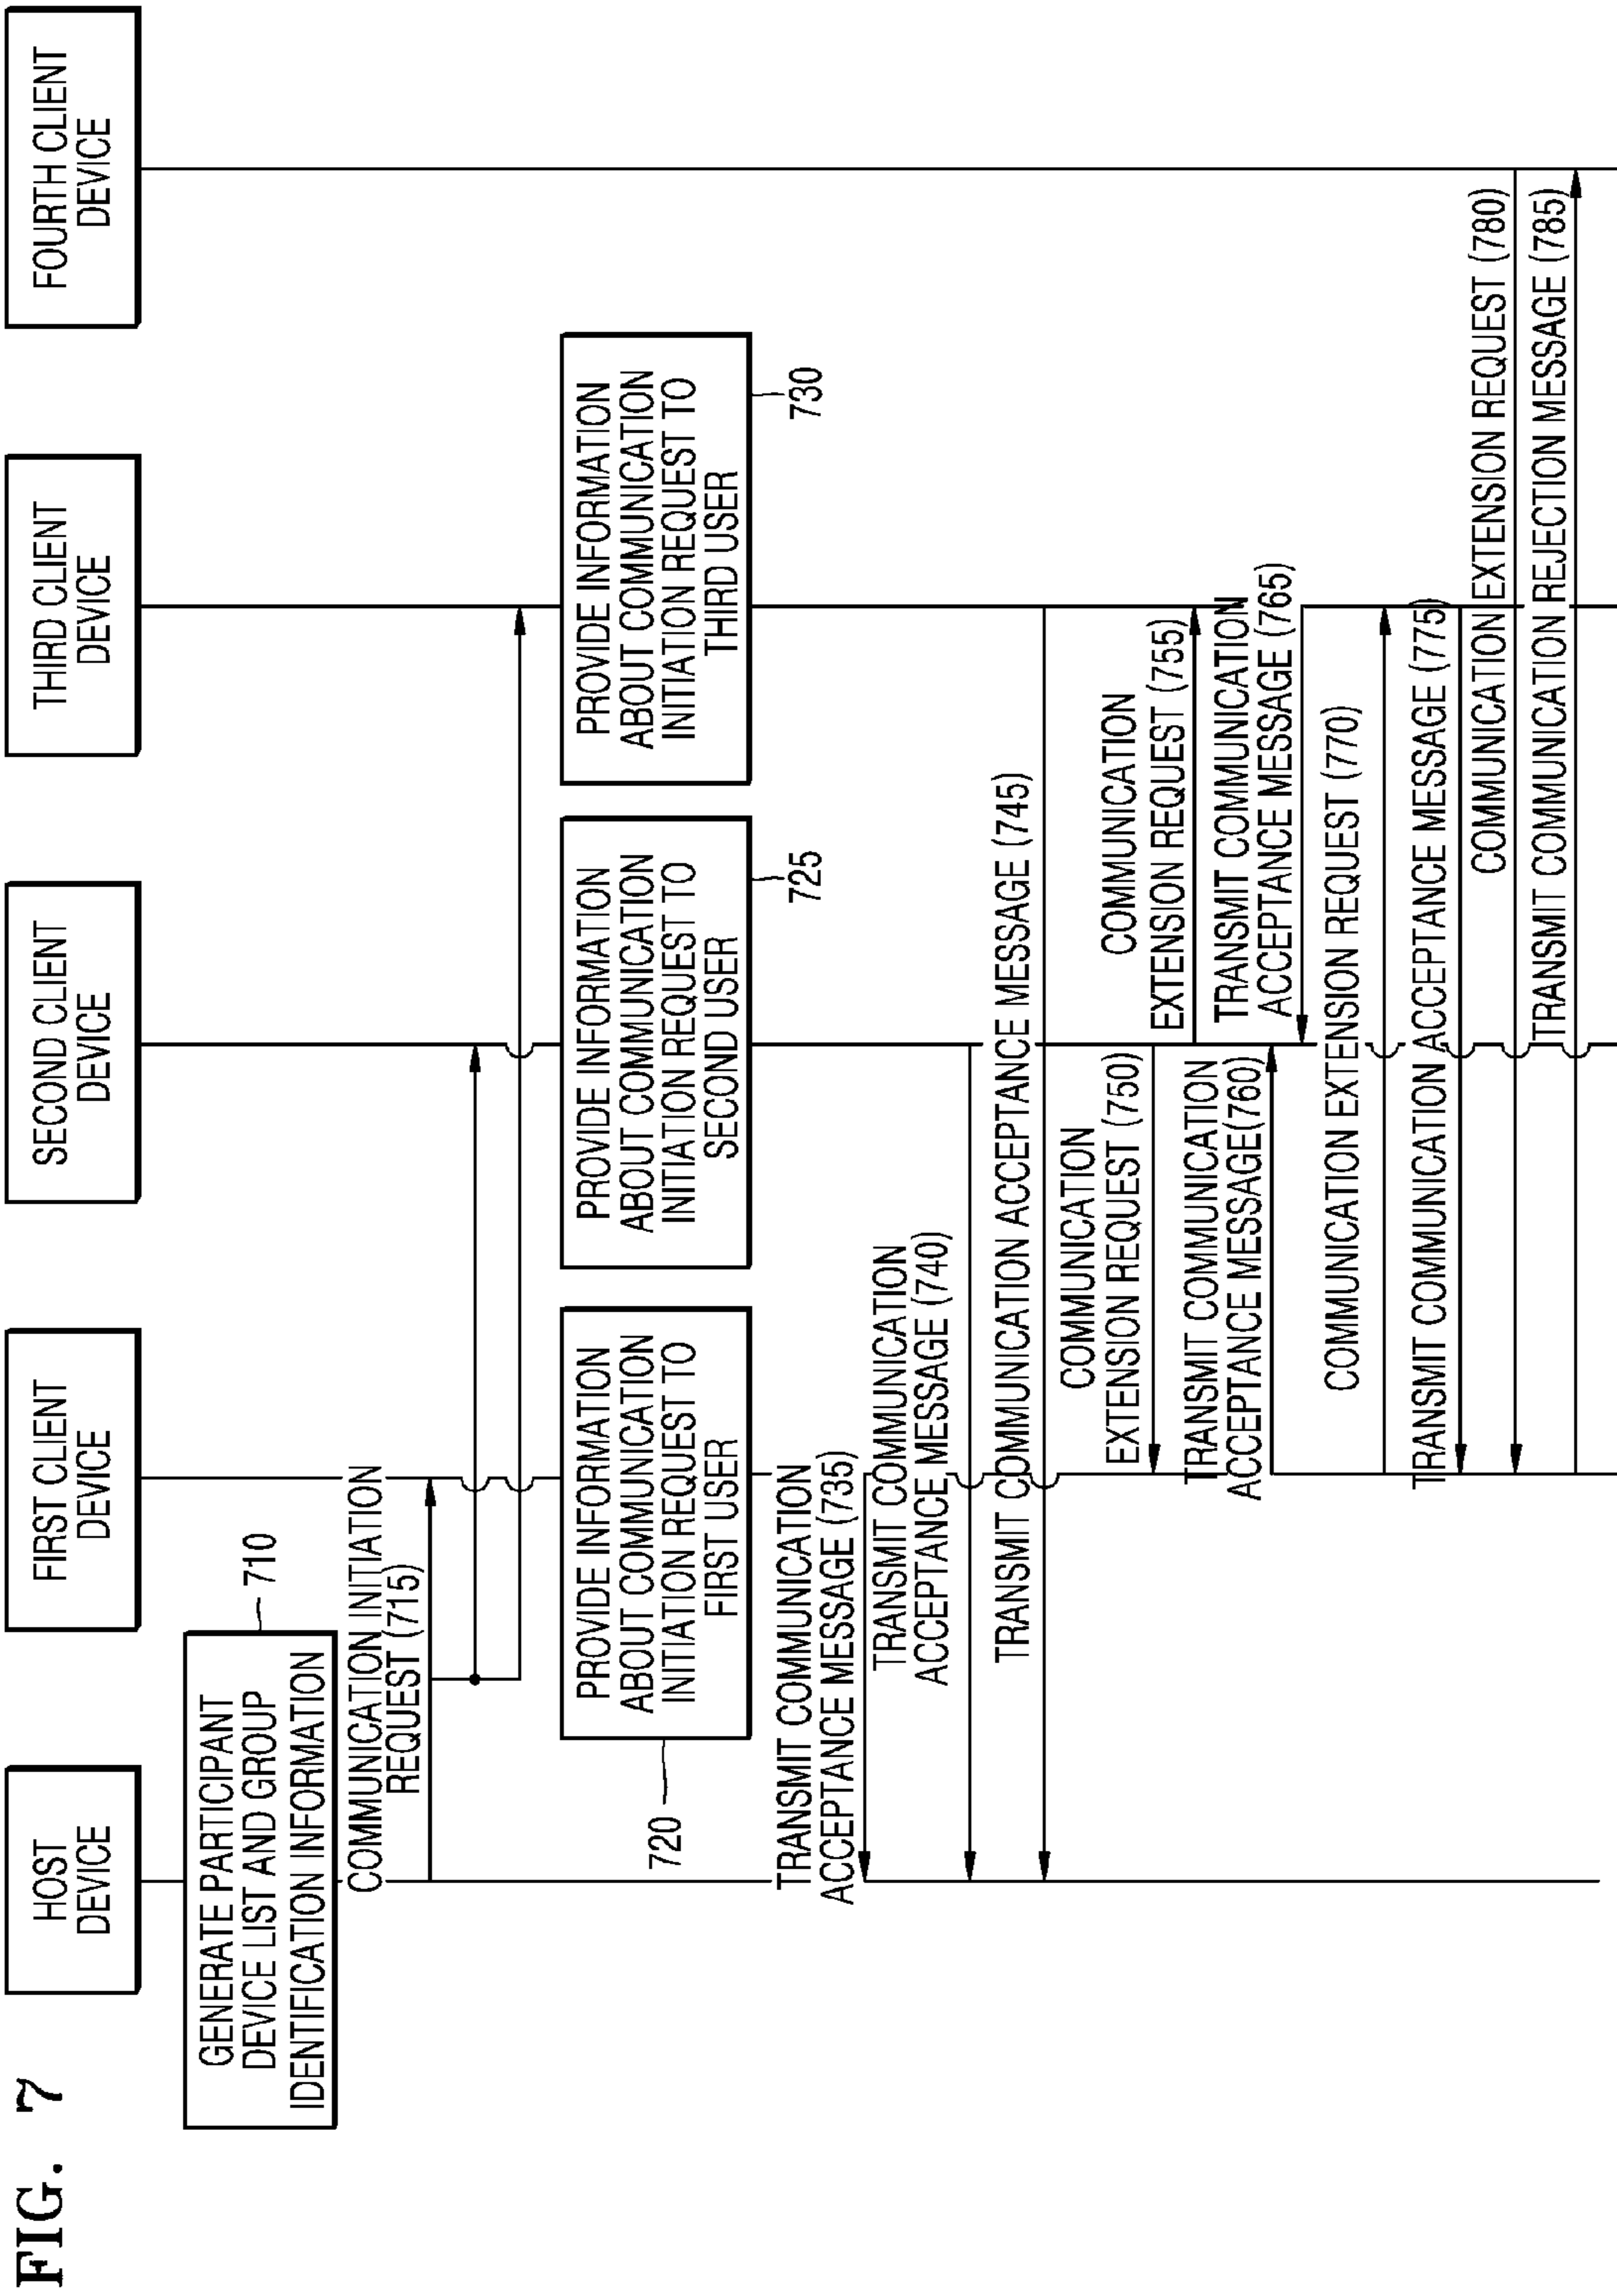 FIG. 7
HOST
DEVICE
FIRST CLIENT
DEVICE
SECOND CLIENT
DEVICE
THIRD CLIENT
DEVICE
FOURTH CLIENT
DEVICE
GENERATE PARTICIPANT
DEVICE LIST AND GROUP
IDENTIFICATION INFORMATION
710
COMMUNICATION INITIATION
REQUEST (715)
PROVIDE INFORMATION
ABOUT COMMUNICATION
INITIATION REQUEST TO
FIRST USER
720
PROVIDE INFORMATION
ABOUT COMMUNICATION
INITIATION REQUEST TO
SECOND USER
725
PROVIDE INFORMATION
ABOUT COMMUNICATION
INITIATION REQUEST TO
THIRD USER
730
TRANSMIT COMMUNICATION
ACCEPTANCE MESSAGE (735)
TRANSMIT COMMUNICATION
ACCEPTANCE MESSAGE (740)
TRANSMIT COMMUNICATION ACCEPTANCE MESSAGE (745)
COMMUNICATION
EXTENSION REQUEST (750)
COMMUNICATION
EXTENSION REQUEST (755)
TRANSMIT COMMUNICATION
ACCEPTANCE MESSAGE(760)
TRANSMIT COMMUNICATION
ACCEPTANCE MESSAGE (765)
COMMUNICATION EXTENSION REQUEST (770)
TRANSMIT COMMUNICATION ACCEPTANCE MESSAGE (775)
COMMUNICATION EXTENSION REQUEST (780)
TRANSMIT COMMUNICATION REJECTION MESSAGE (785)